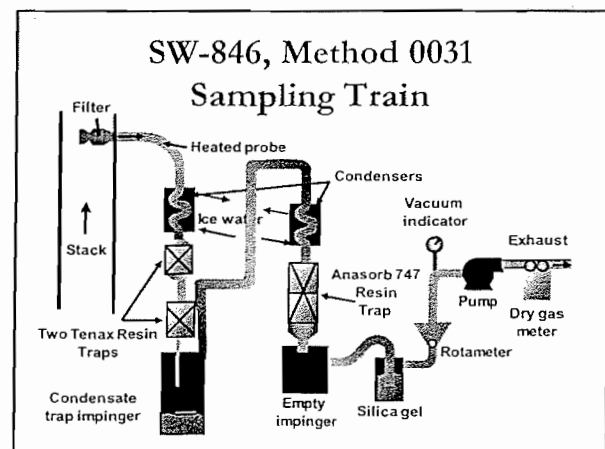 SW-846, Method 0031
Sampling Train
Filter
Heated probe
Condensers
Ice water
Vacuum
indicator
Exhaust
Stack
Anasorb 747
Resin
Trap
Pump
Dry gas
meter
Two Tenax Resin
Traps
Rotameter
Condensate
trap impinger
Empty
impinger
Silica gel